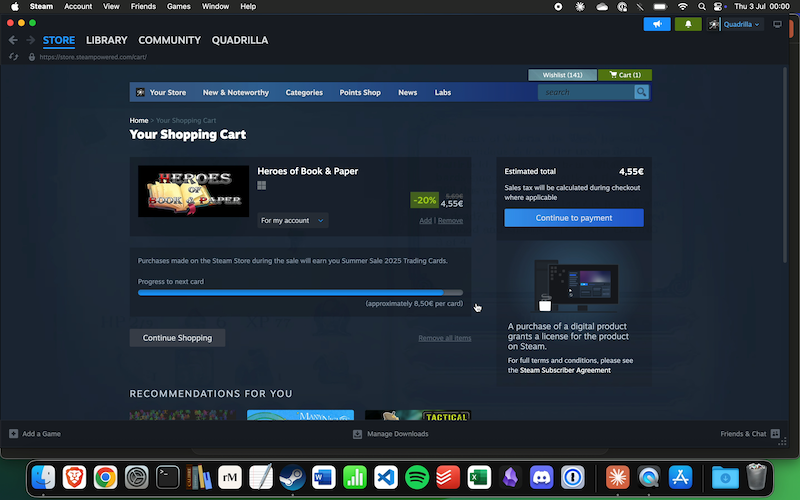 Steam Account View Friends Games Window Help Thu 3 Jul 00:00
Quadrilla
STORE LIBRARY COMMUNITY QUADRILLA
https://store.steampowered.com/cart/
Wishlist (141) Cart (1)
Your Store New & Noteworthy Categories Points Shop News Labs search
Home > Your Shopping Cart
Your Shopping Cart
HEROES
OF
BOOK & PAPER
Heroes of Book & Paper
-20% 5,69€
4,55€
For my account
Add | Remove
Estimated total 4,55€
Sales tax will be calculated during checkout
where applicable
Continue to payment
Purchases made on the Steam Store during the sale will earn you Summer Sale 2025 Trading Cards.
Progress to next card
(approximately 8,50€ per card)
Continue Shopping Remove all items
A purchase of a digital product
grants a license for the product
on Steam.
For full terms and conditions, please see
the Steam Subscriber Agreement
RECOMMENDATIONS FOR YOU
TACTICAL
Add a Game Manage Downloads Friends & Chat
rM